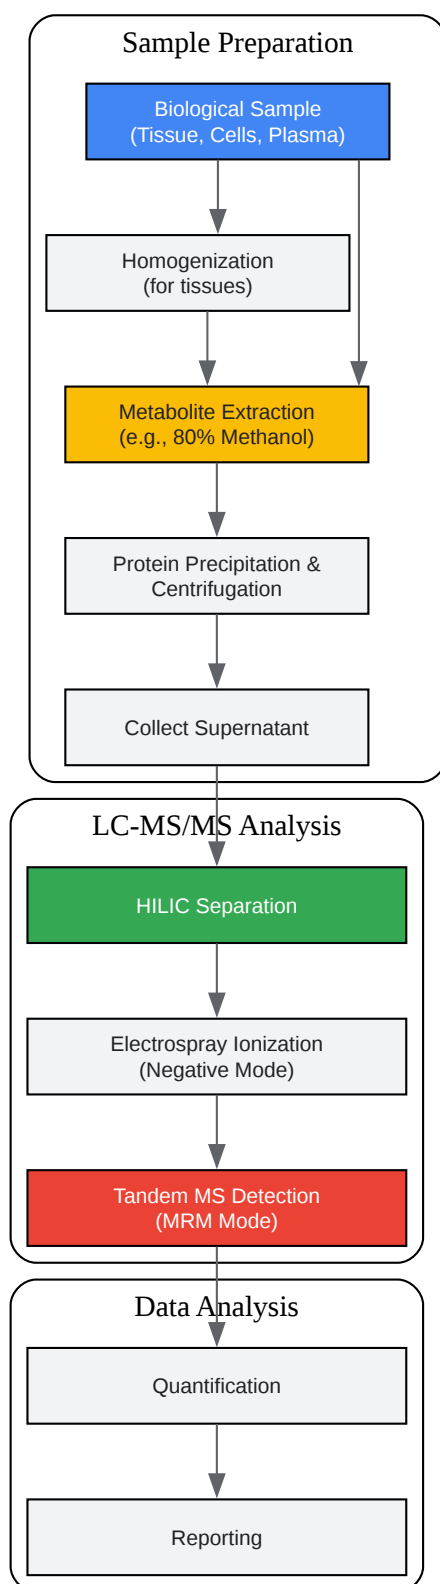 Sample Preparation
Biological Sample
(Tissue, Cells, Plasma)
Homogenization
(for tissues)
Metabolite Extraction
(e.g., 80% Methanol)
Protein Precipitation &
Centrifugation
Collect Supernatant
LC-MS/MS Analysis
HILIC Separation
Electrospray Ionization
(Negative Mode)
Tandem MS Detection
(MRM Mode)
Data Analysis
Quantification
Reporting